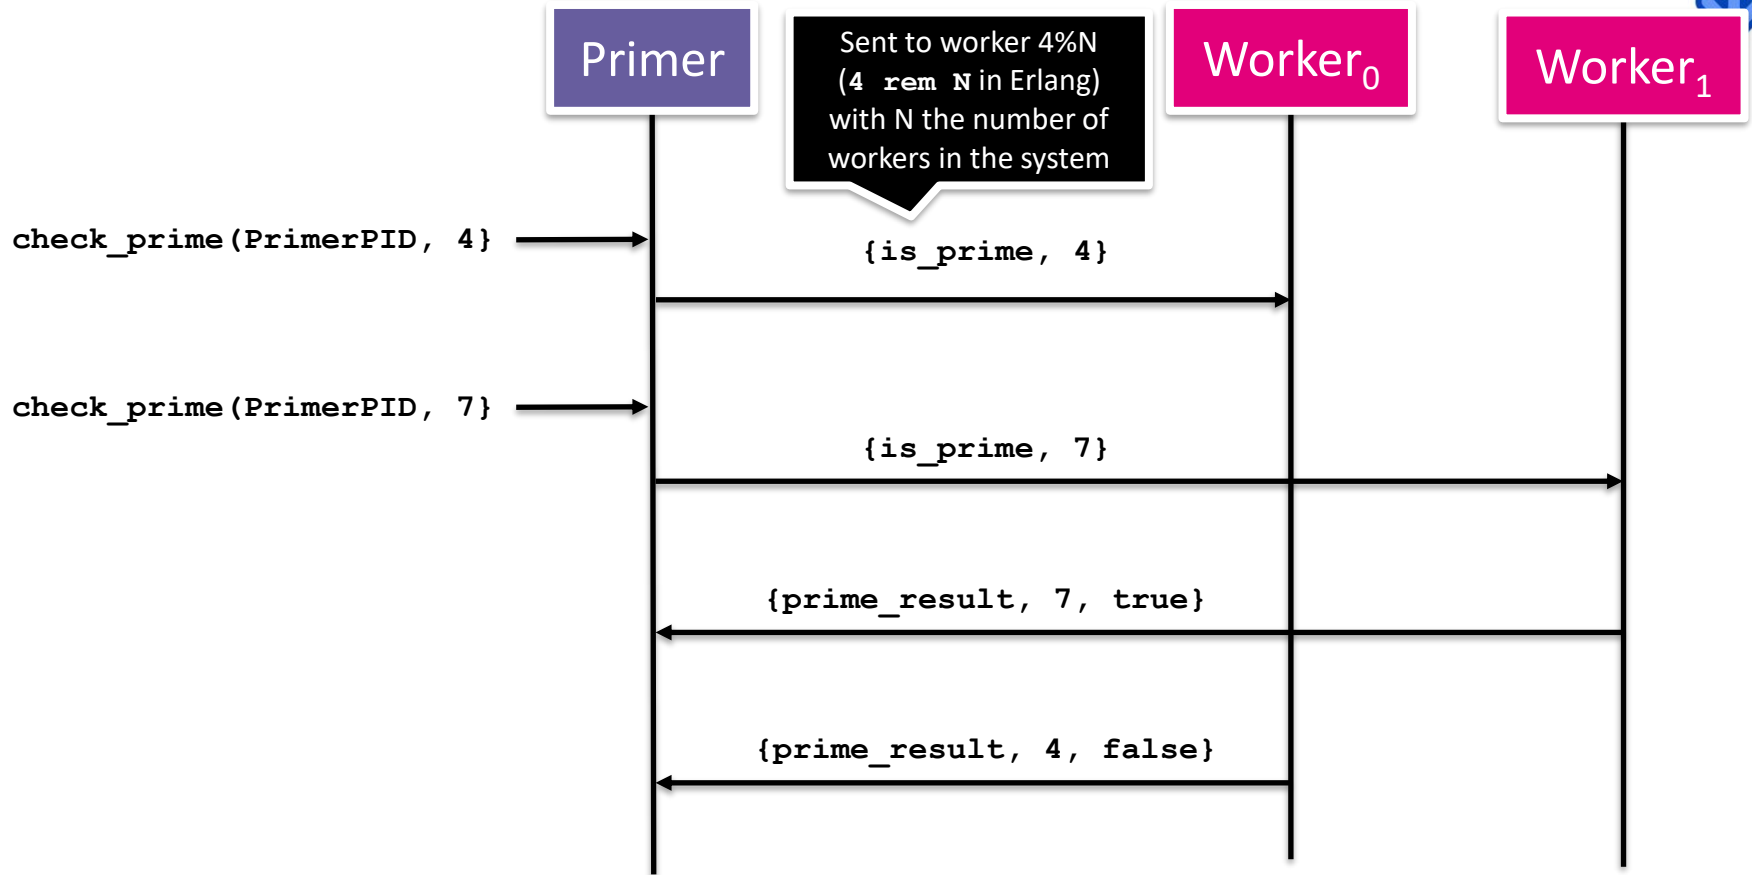 Primer
Sent to worker 4%N
(4 rem N in Erlang)
with N the number of
workers in the system
Worker0
Worker1
check_prime(PrimerPID, 4}
{is_prime, 4}
check_prime(PrimerPID, 7}
{is_prime, 7}
{prime_result, 7, true}
{prime_result, 4, false}